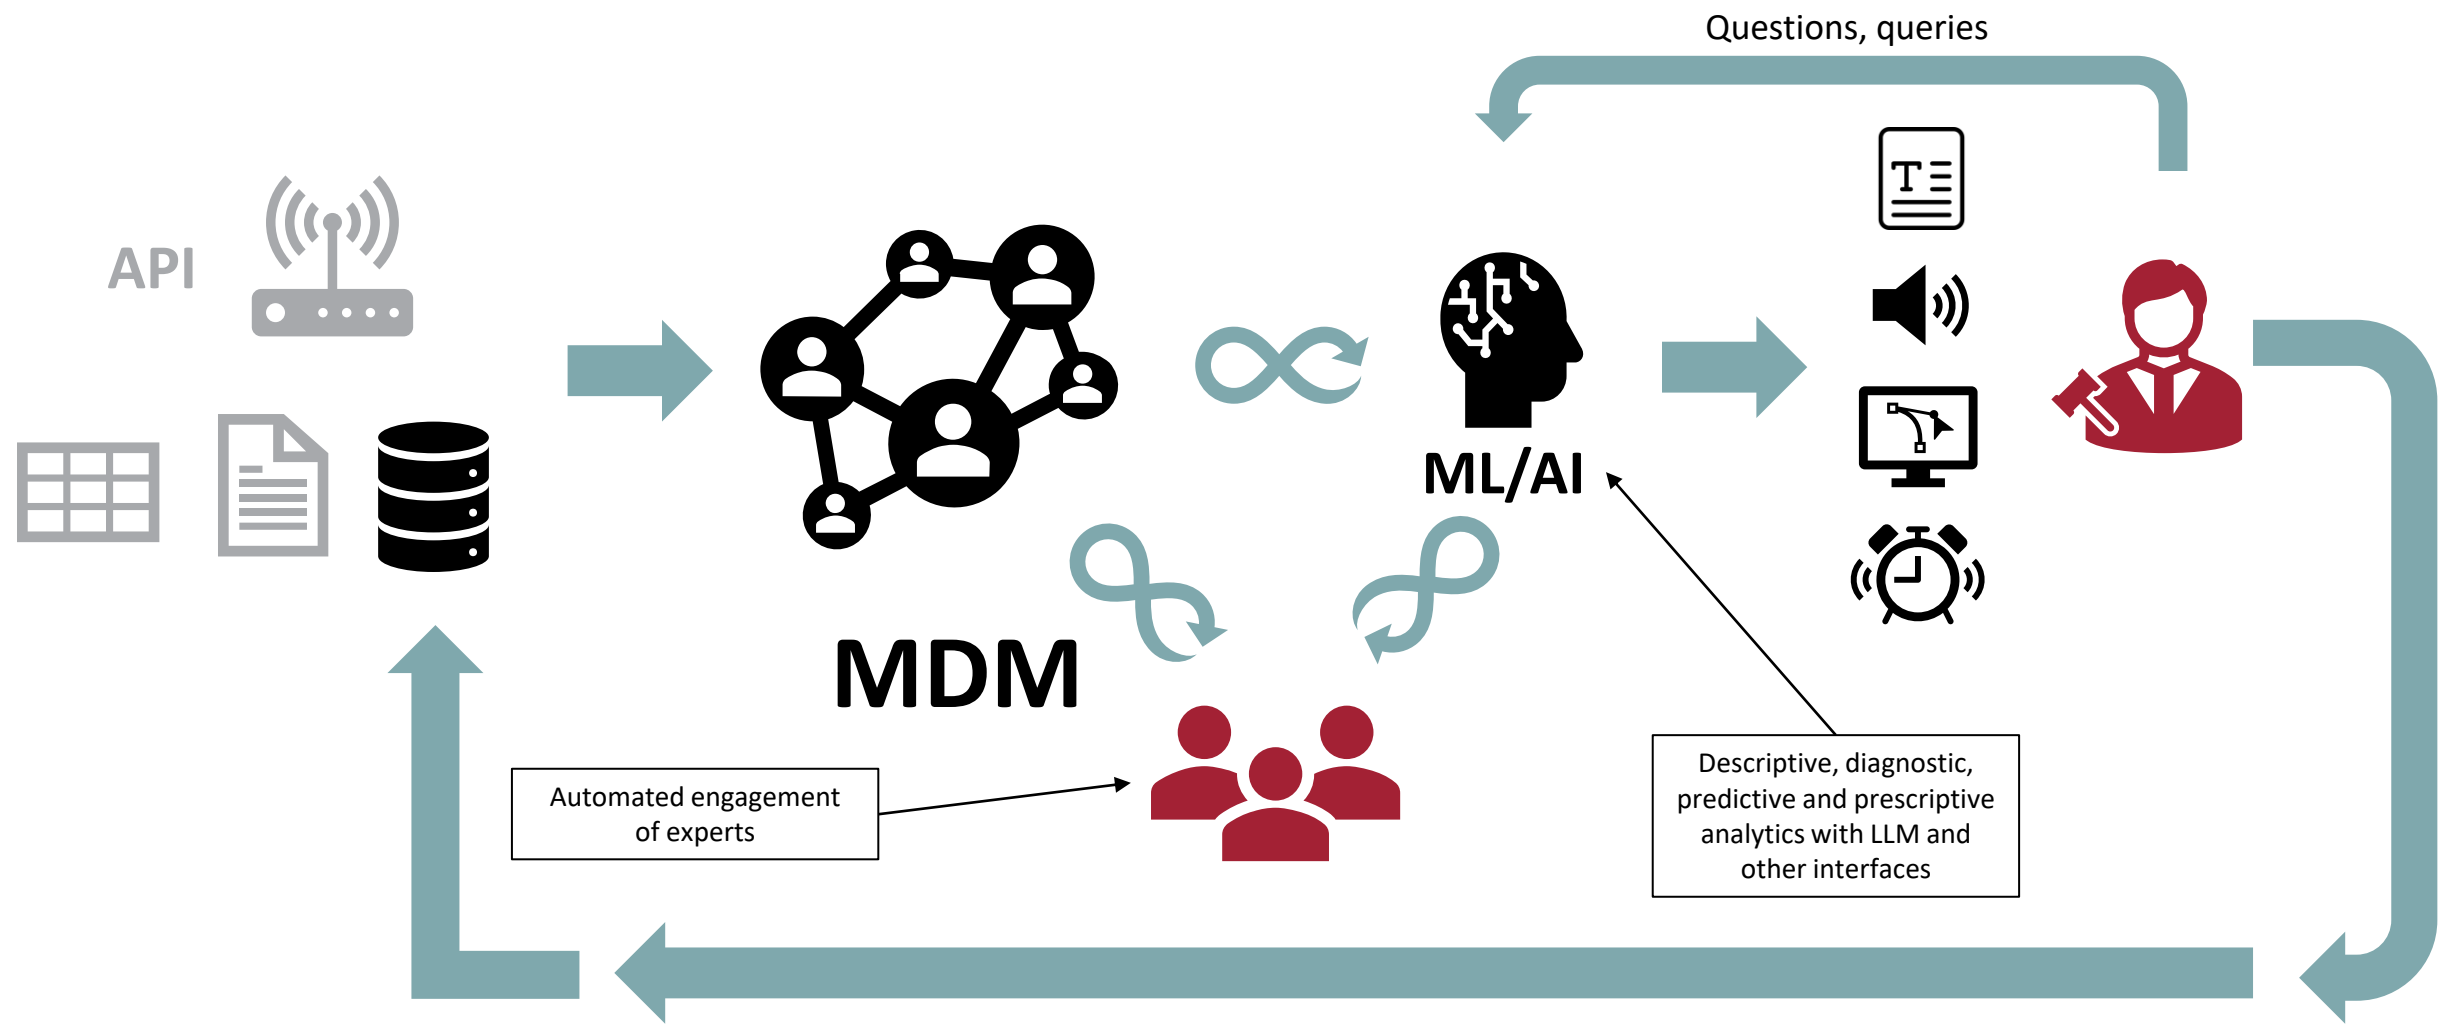 Questions, queries
API
T
ML/AI
MDM
Automated engagement
of experts
Descriptive, diagnostic,
predictive and prescriptive
analytics with LLM and
other interfaces